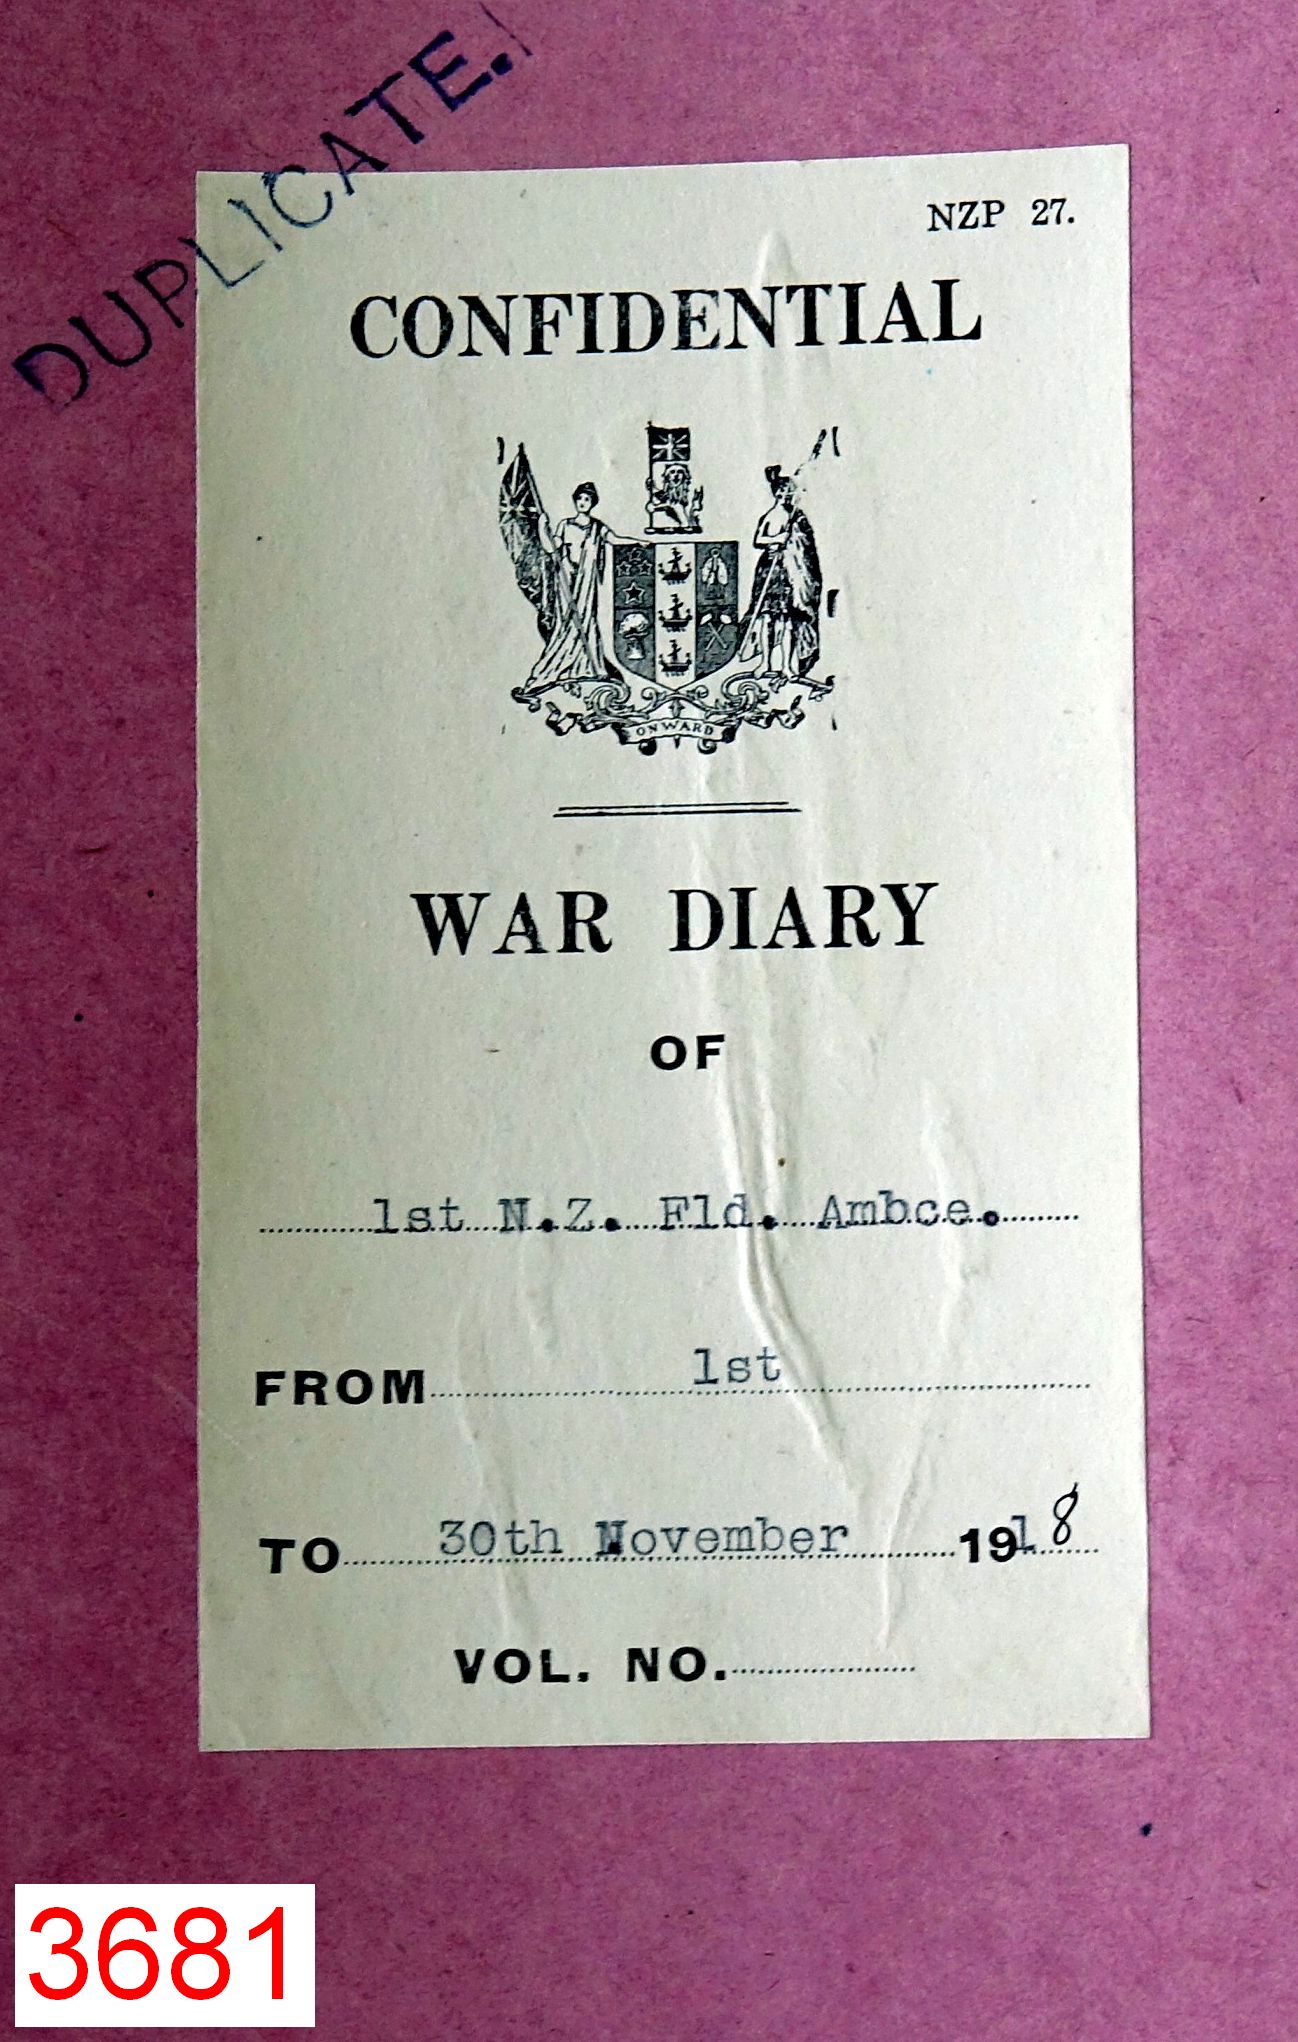 DUPLICATE.
NZP 27.
CONFIDENTIAL
ONWARD
WAR DIARY
OF
1st N.Z. Fld. Ambce.
FROM 1st
TO 30th November 1918
VOL. NO.
3681